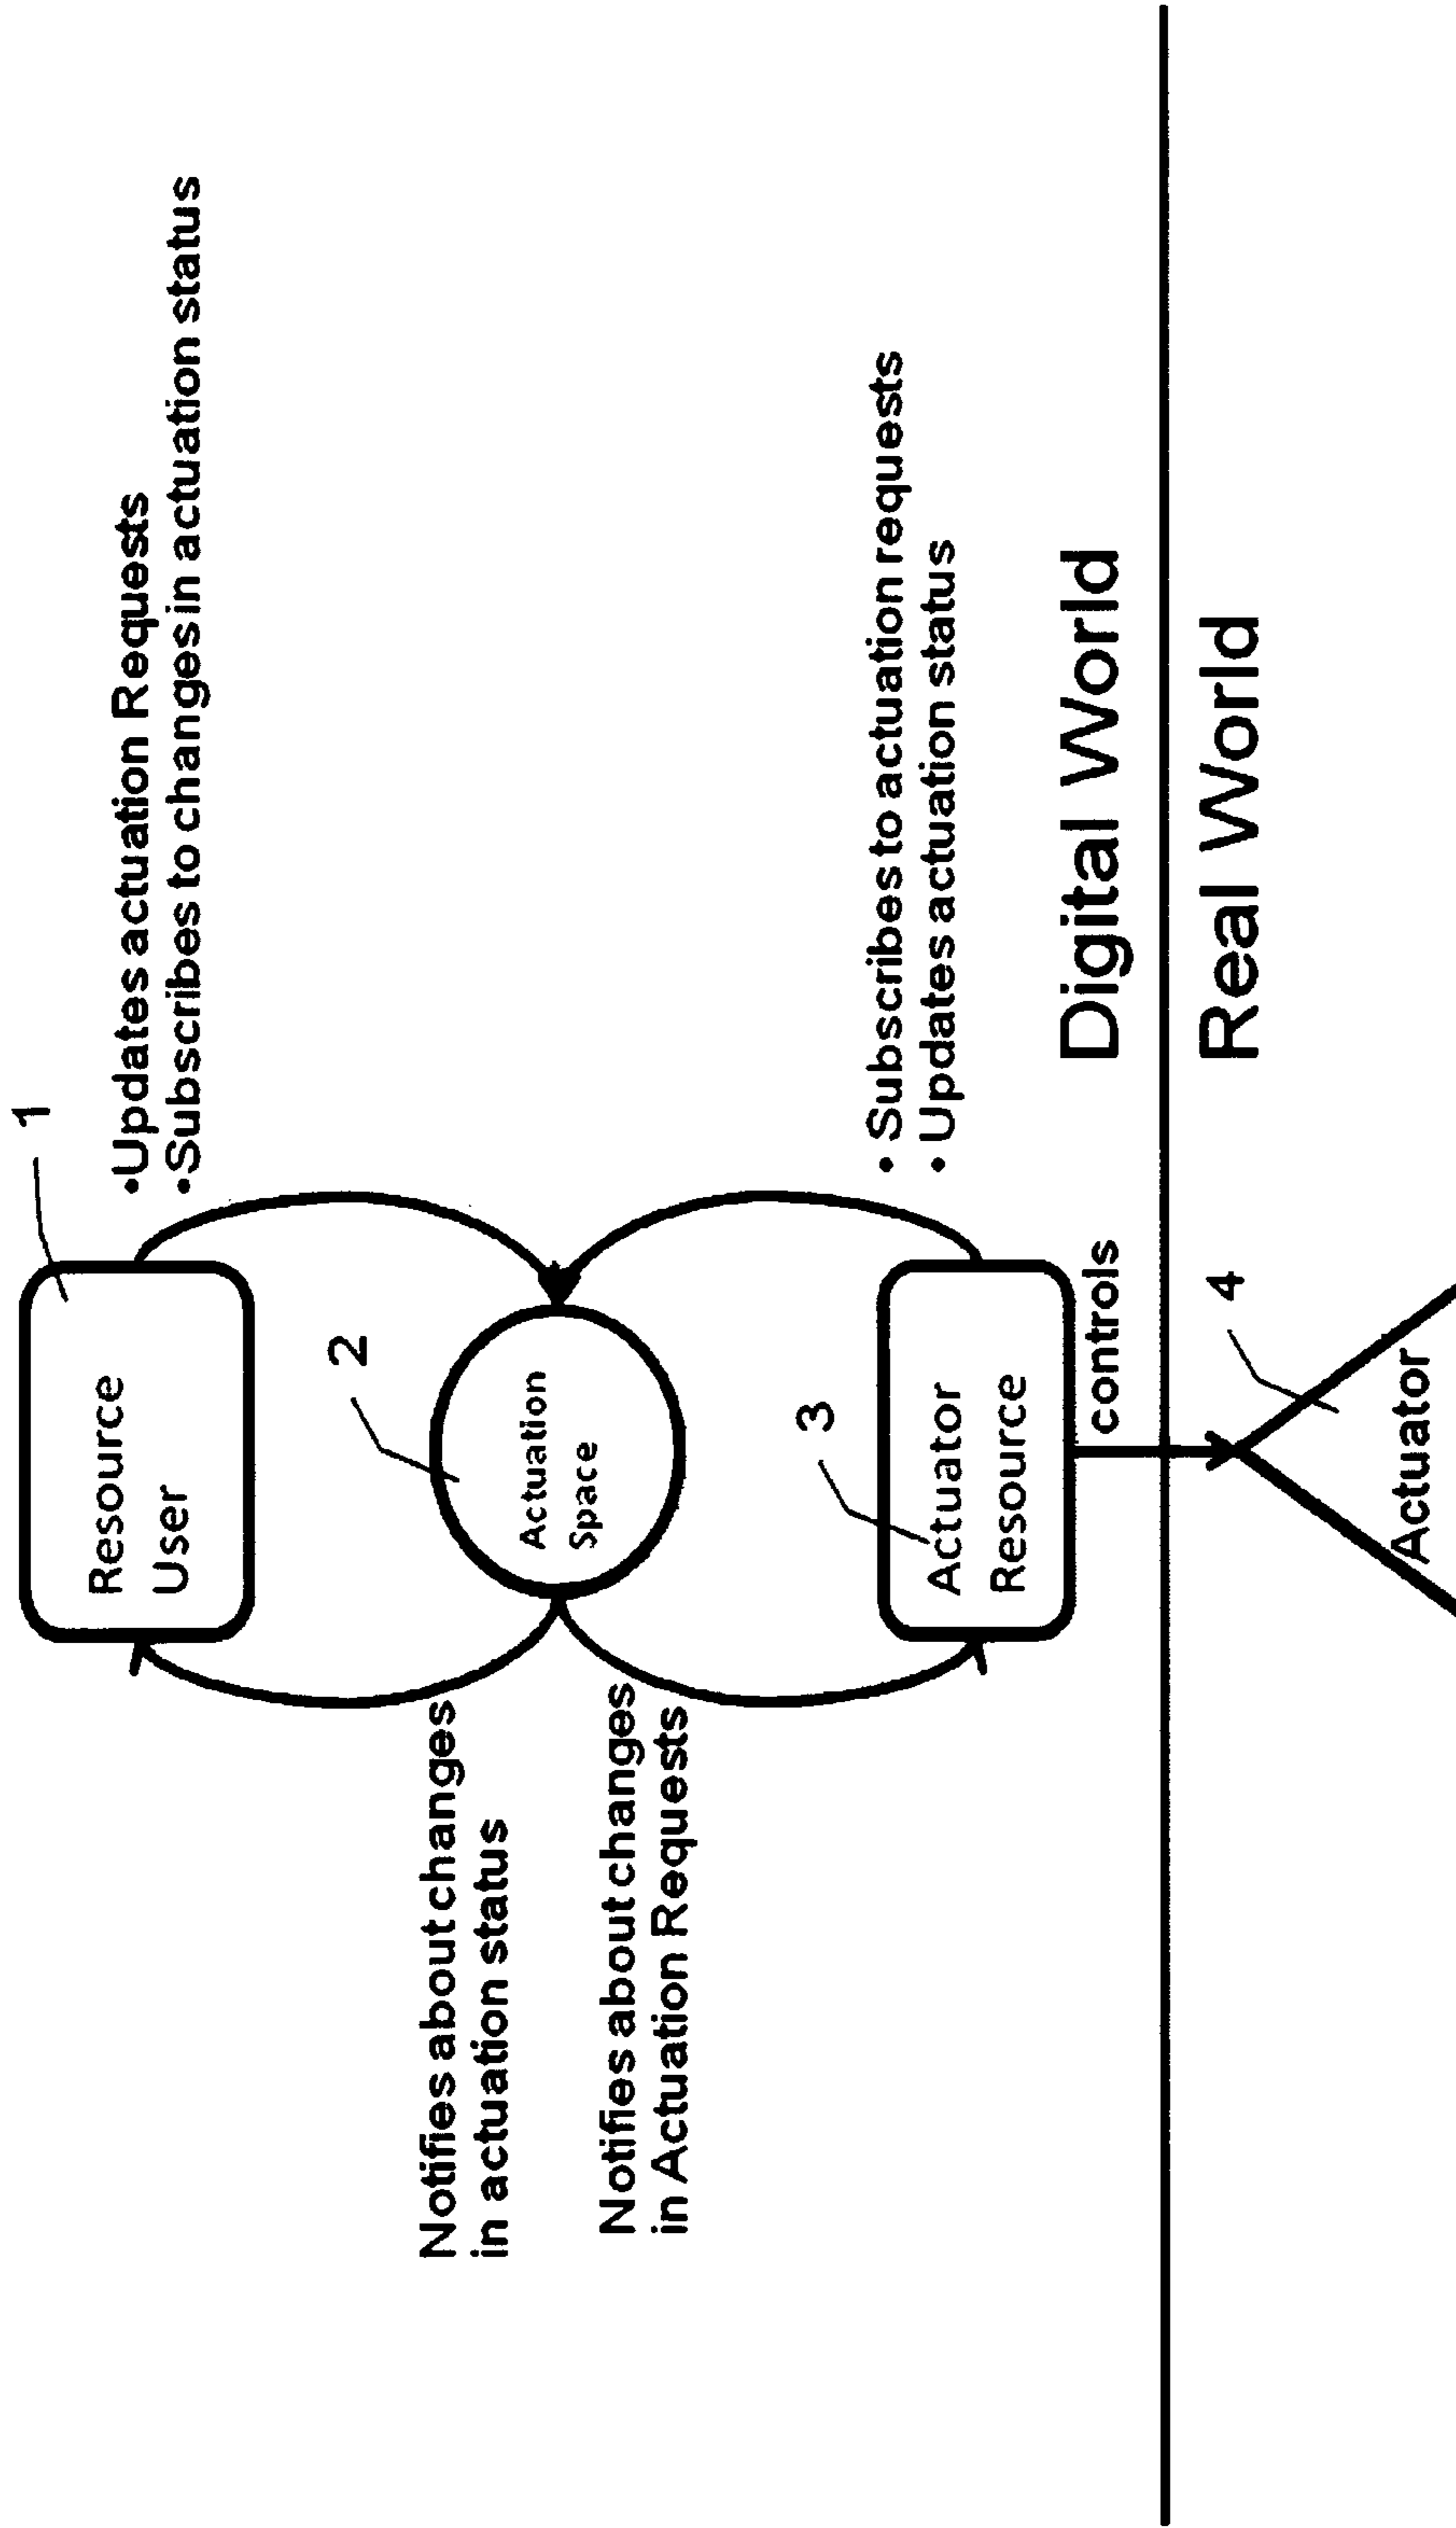 1
Resource
User
•Updates actuation Requests
•Subscribes to changes in actuation status
2
Actuation
Space
Notifies about changes
in actuation status
Notifies about changes
in Actuation Requests
3
Actuator
Resource
• Subscribes to actuation requests
• Updates actuation status
controls
Digital World
Real World
4
Actuator